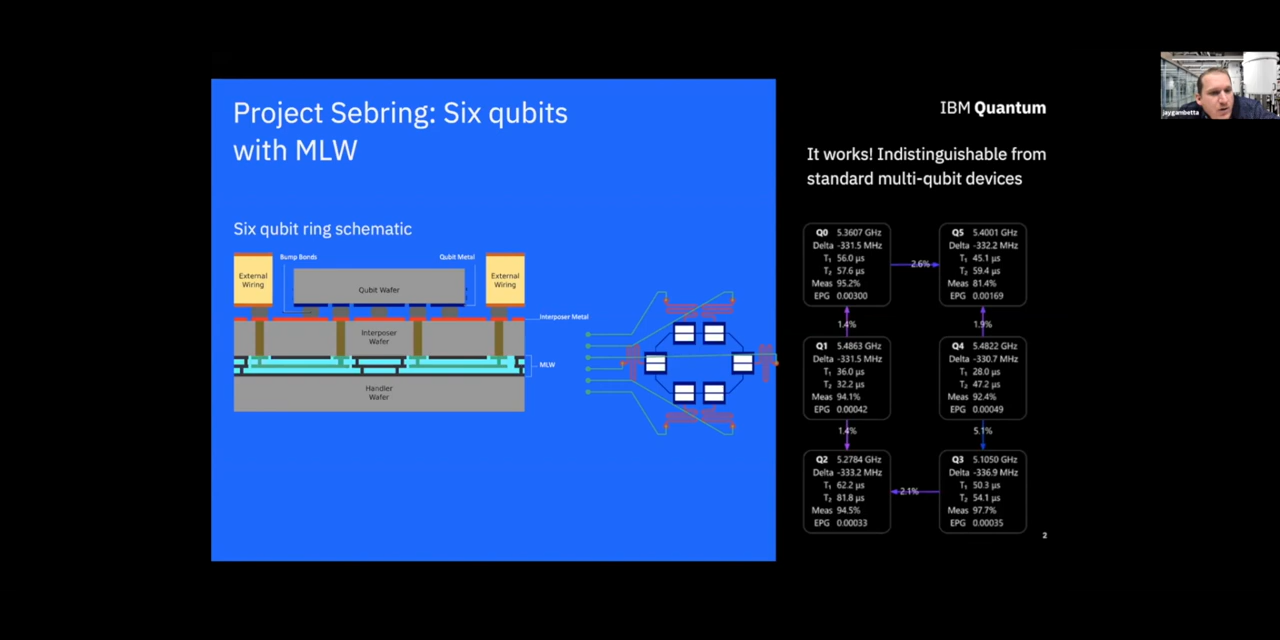 Project Sebring: Six qubits
with MLW
Six qubit ring schematic
Bump Bonds
Qubit Metal
External
Wiring
Qubit Wafer
External
Wiring
Interposer Metal
Interposer
Wafer
MLW
Handler
Wafer
IBM Quantum
It works! Indistinguishable from
standard multi-qubit devices
Q0 5.3607 GHz
Delta -331.5 MHz
T₁ 56.0 μs
T₂ 57.6 μs
Meas 95.2%
EPG 0.00300
2.6%
Q5 5.4001 GHz
Delta -332.2 MHz
T₁ 45.1 μs
T₂ 59.4 μs
Meas 81.4%
EPG 0.00169
1.4%
1.9%
Q1 5.4863 GHz
Delta -331.5 MHz
T₁ 36.0 μs
T₂ 32.2 μs
Meas 94.1%
EPG 0.00042
Q4 5.4822 GHz
Delta -330.7 MHz
T₁ 28.0 μs
T₂ 47.2 μs
Meas 92.4%
EPG 0.00049
1.4%
5.1%
Q2 5.2784 GHz
Delta -333.2 MHz
T₁ 62.2 μs
T₂ 81.8 μs
Meas 94.5%
EPG 0.00033
2.1%
Q3 5.1050 GHz
Delta -336.9 MHz
T₁ 50.3 μs
T₂ 54.1 μs
Meas 97.7%
EPG 0.00035
2
jaygambetta